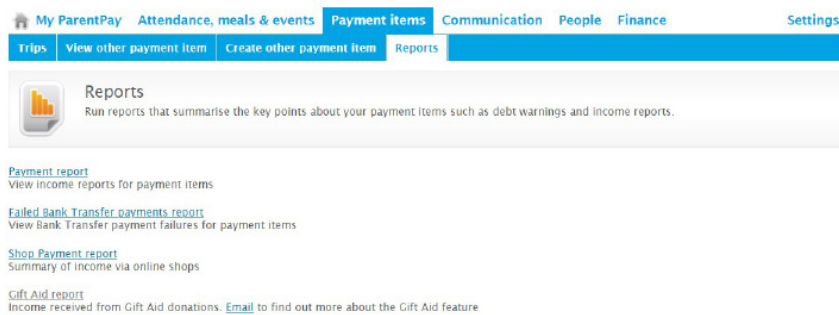 My ParentPay Attendance, meals & events Payment items Communication People Finance Settings
Trips View other payment item Create other payment item Reports
Reports
Run reports that summarise the key points about your payment items such as debt warnings and income reports.
Payment report
View income reports for payment items
Failed Bank Transfer payments report
View Bank Transfer payment failures for payment items
Shop Payment report
Summary of income via online shops
Gift Aid report
Income received from Gift Aid donations. Email to find out more about the Gift Aid feature